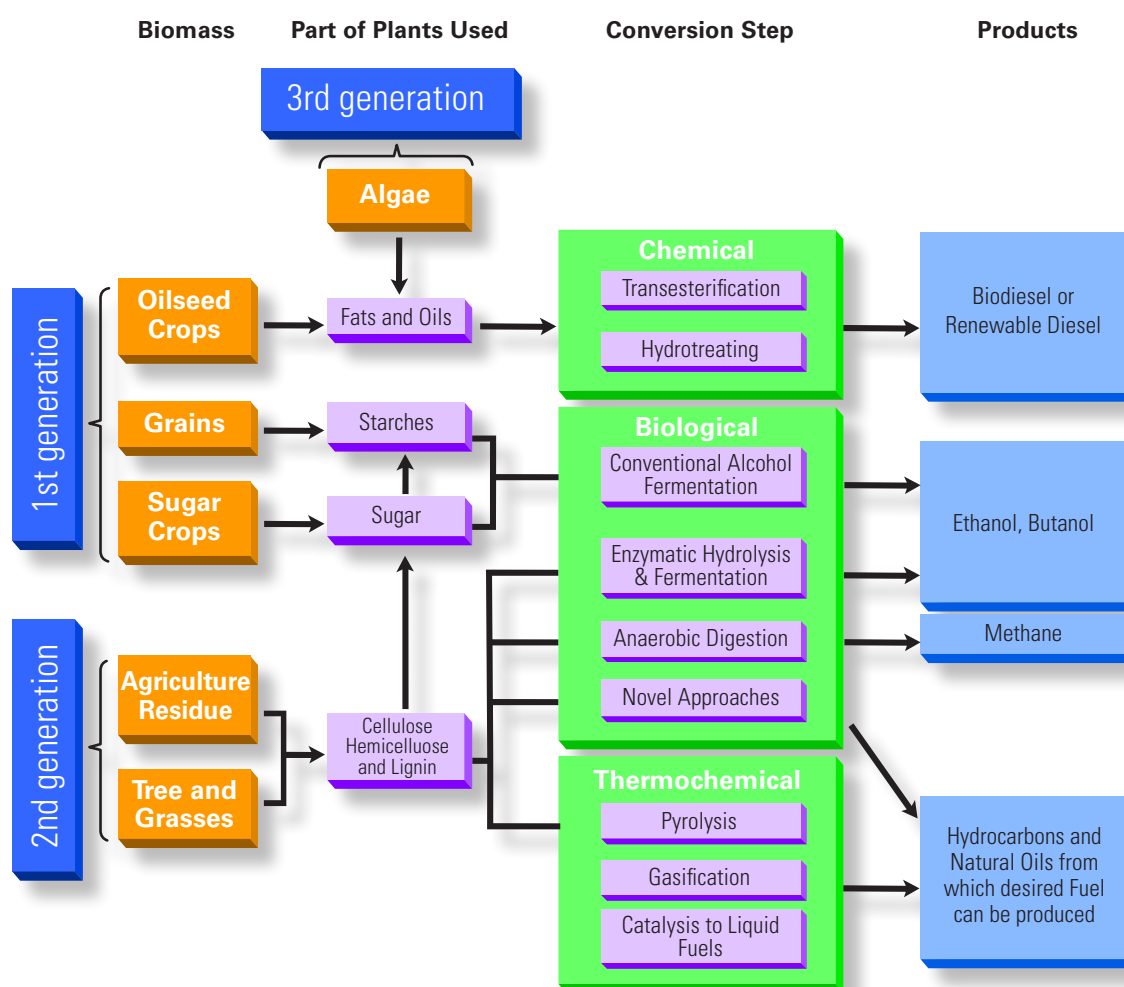 Biomass
Part of Plants Used
Conversion Step
Products
3rd generation
Algae
1st generation
Oilseed
Crops
Grains
Sugar
Crops
Fats and Oils
Starches
Sugar
2nd generation
Agriculture
Residue
Tree and
Grasses
Cellulose
Hemicelluose
and Lignin
Chemical
Transesterification
Hydrotreating
Biological
Conventional Alcohol
Fermentation
Enzymatic Hydrolysis
& Fermentation
Anaerobic Digestion
Novel Approaches
Thermochemical
Pyrolysis
Gasification
Catalysis to Liquid
Fuels
Biodiesel or
Renewable Diesel
Ethanol, Butanol
Methane
Hydrocarbons and
Natural Oils from
which desired Fuel
can be produced